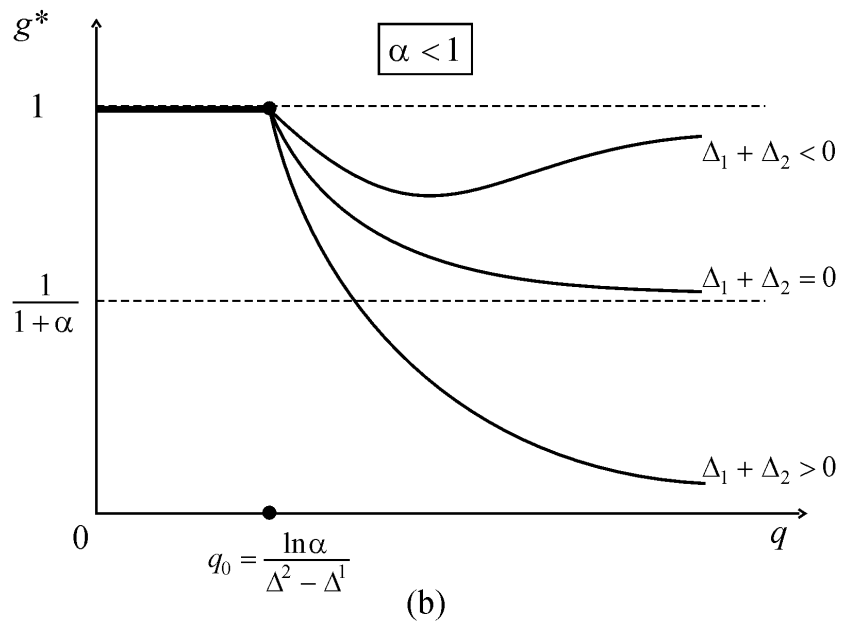 g*
α < 1
1
Δ₁ + Δ₂ < 0
Δ₁ + Δ₂ = 0
1
1 + α
Δ₁ + Δ₂ > 0
0
q
q₀ = ln α / Δ² − Δ¹
(b)